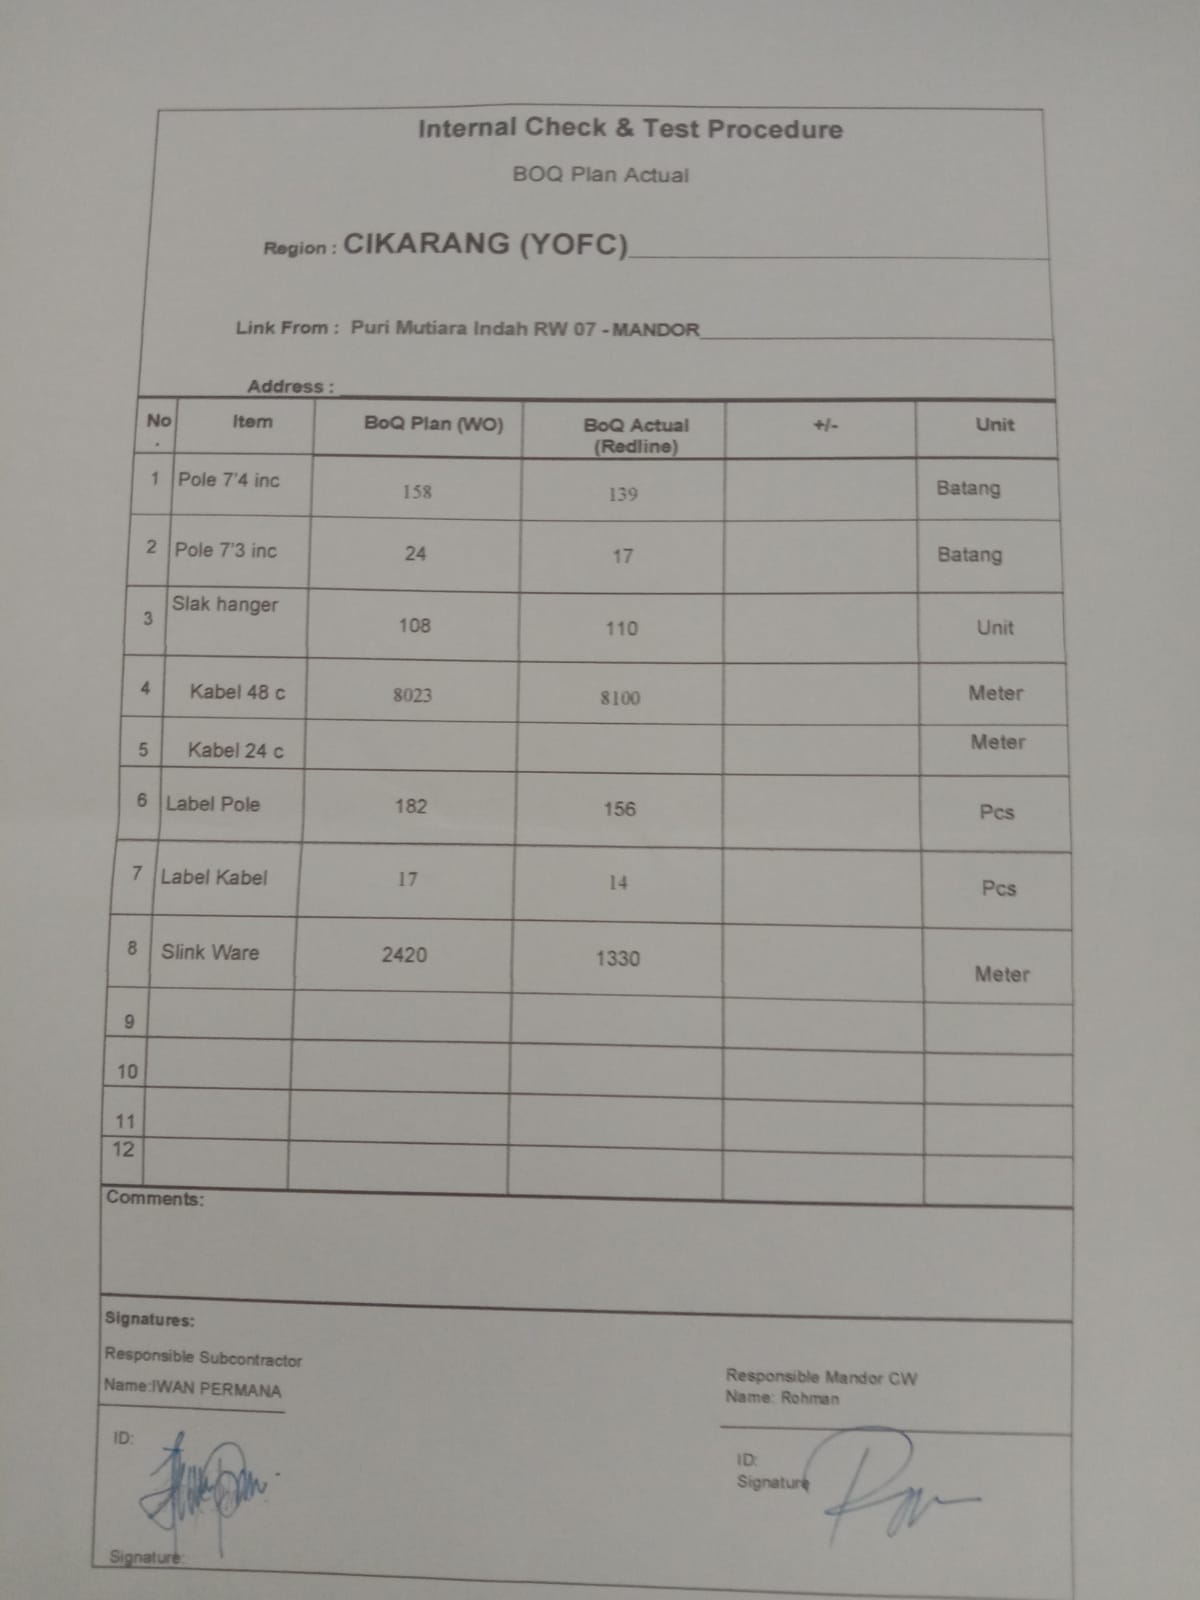 Internal Check & Test Procedure
BOQ Plan Actual
Region : CIKARANG (YOFC)
Link From : Puri Mutiara Indah RW 07 - MANDOR
Address :
No. Item BoQ Plan (WO) BoQ Actual (Redline) +/- Unit
1 Pole 7'4 inc 158 139 Batang
2 Pole 7'3 inc 24 17 Batang
3 Slak hanger 108 110 Unit
4 Kabel 48 c 8023 8100 Meter
5 Kabel 24 c Meter
6 Label Pole 182 156 Pcs
7 Label Kabel 17 14 Pcs
8 Slink Ware 2420 1330 Meter
9
10
11
12
Comments:
Signatures:
Responsible Subcontractor
Name:IWAN PERMANA
ID:
Signature:
Responsible Mandor CW
Name: Rohman
ID:
Signature